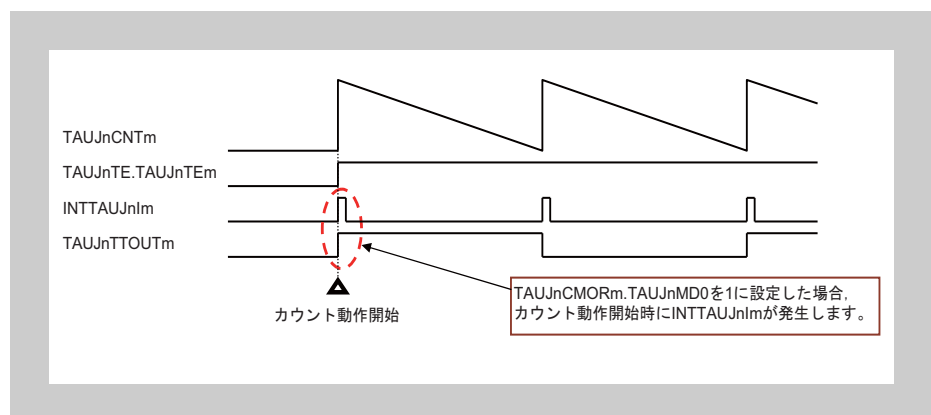 TAUJnCNTm
TAUJnTE.TAUJnTEm
INTTAUJnIm
TAUJnTTOUTm
カウント動作開始
TAUJnCMORm.TAUJnMD0を1に設定した場合,
カウント動作開始時にINTTAUJnImが発生します。